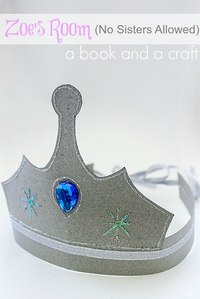 Zoe's Room (No Sisters Allowed)
a book and a craft